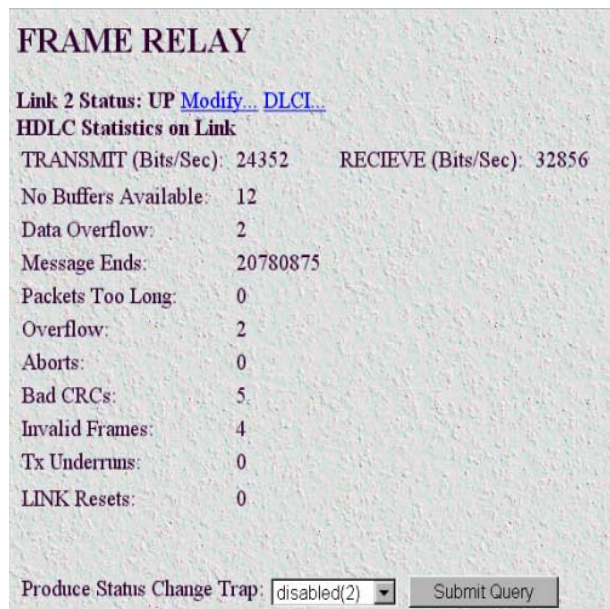 FRAME RELAY
Link 2 Status: UP Modify... DLCI...
HDLC Statistics on Link
TRANSMIT (Bits/Sec): 24352 RECIEVE (Bits/Sec): 32856
No Buffers Available: 12
Data Overflow: 2
Message Ends: 20780875
Packets Too Long: 0
Overflow: 2
Aborts: 0
Bad CRCs: 5
Invalid Frames: 4
Tx Underruns: 0
LINK Resets: 0
Produce Status Change Trap: disabled(2) Submit Query